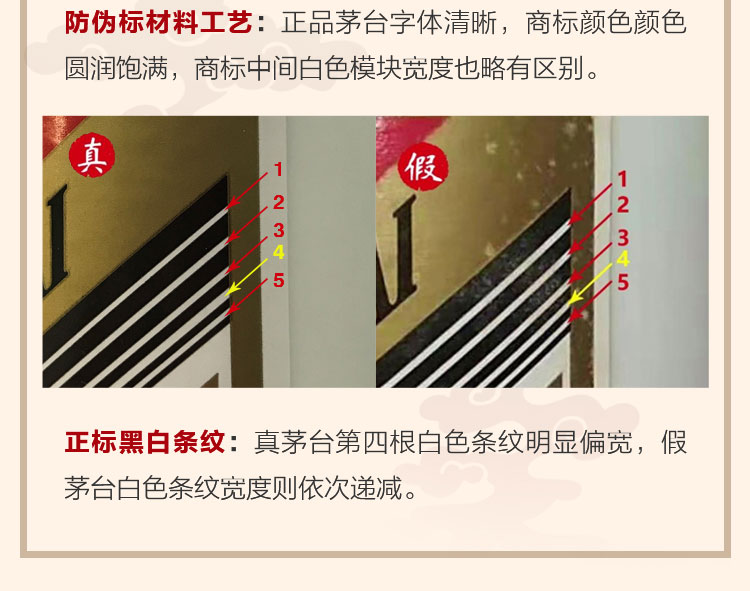 防伪标材料工艺：正品茅台字体清晰，商标颜色颜色
圆润饱满，商标中间白色模块宽度也略有区别。
真
1
2
3
4
5
AI
假
1
2
3
4
5
AI
正标黑白条纹：真茅台第四根白色条纹明显偏宽，假
茅台白色条纹宽度则依次递减。